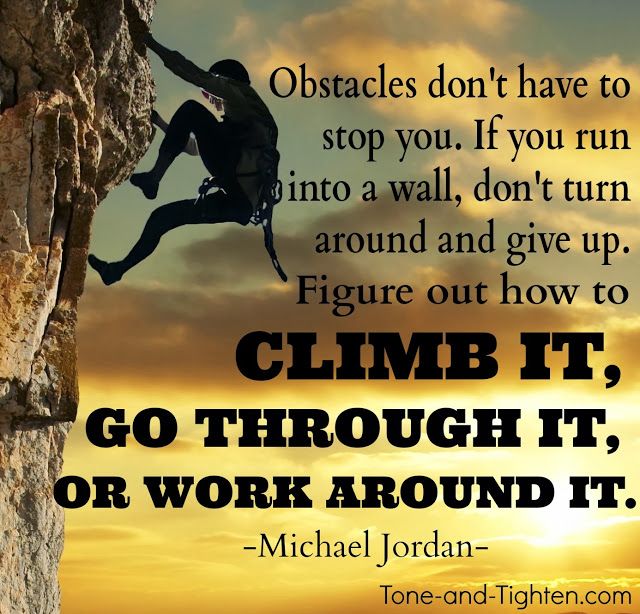 Obstacles don't have to
stop you. If you run
into a wall, don't turn
around and give up.
Figure out how to
CLIMB IT,
GO THROUGH IT,
OR WORK AROUND IT.
-Michael Jordan-
Tone-and-Tighten.com